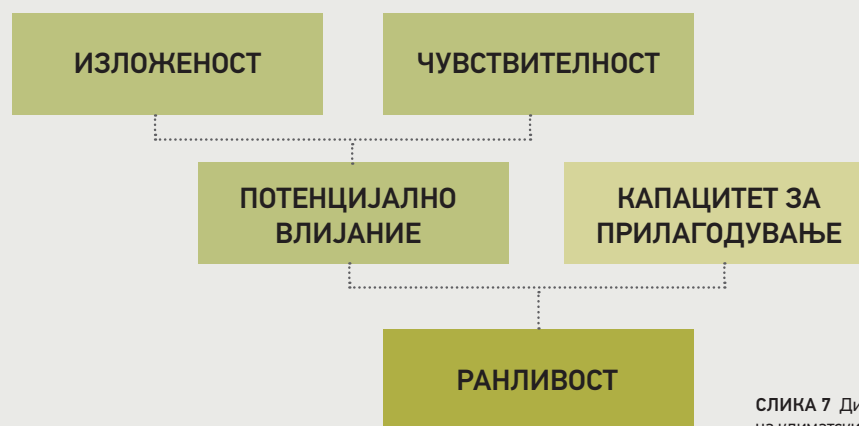 ИЗЛОЖЕНОСТ
ЧУВСТВИТЕЛНОСТ
ПОТЕНЦИЈАЛНО
ВЛИЈАНИЕ
КАПАЦИТЕТ ЗА
ПРИЛАГОДУВАЊЕ
РАНЛИВОСТ
СЛИКА 7